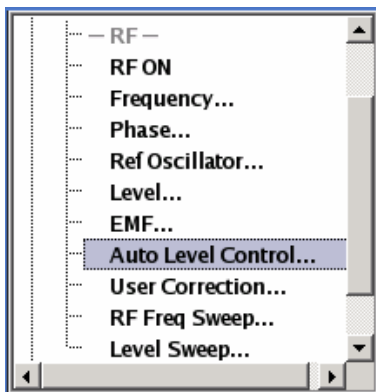 — RF —
RF ON
Frequency...
Phase...
Ref Oscillator...
Level...
EMF...
Auto Level Control...
User Correction...
RF Freq Sweep...
Level Sweep...